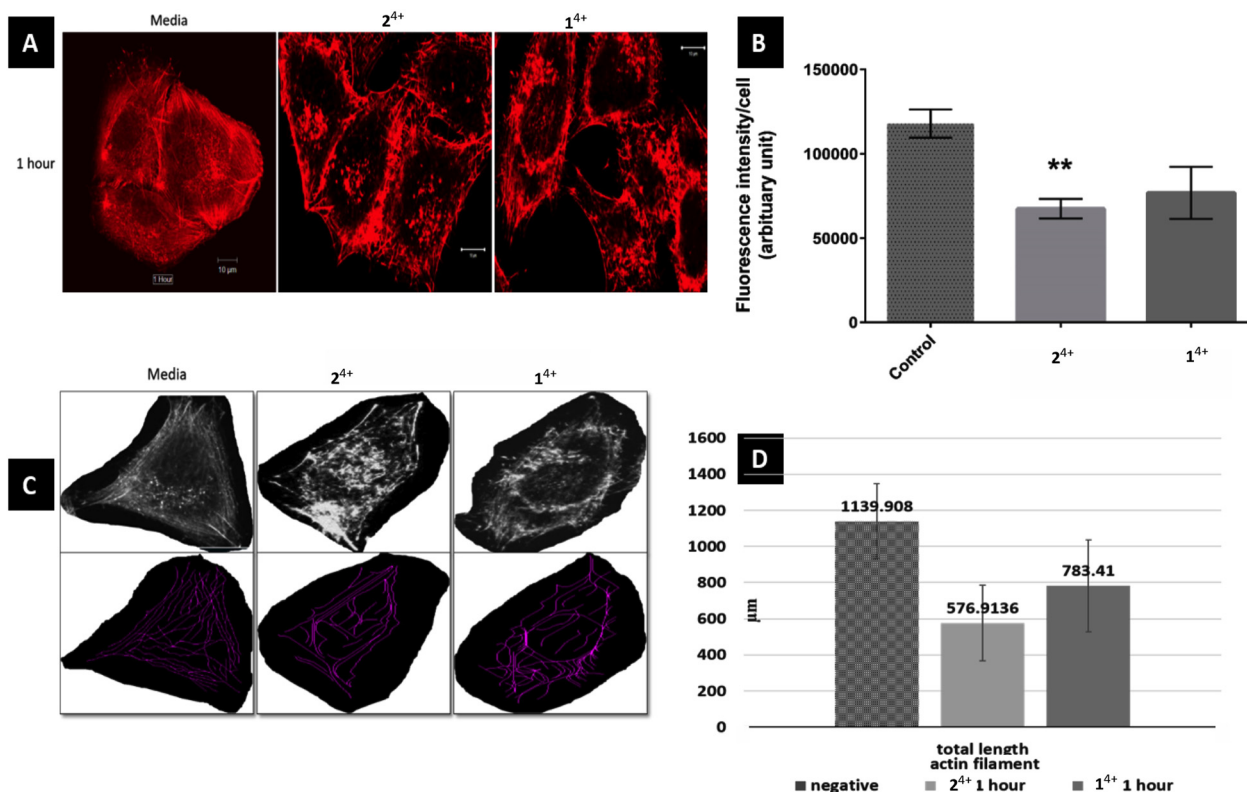 A
Media
2⁴⁺
1⁴⁺
1 hour
10 µm
1 Hour
B
150000
100000
50000
0
Fluorescence intensity/cell
(arbituary unit)
**
Control
2⁴⁺
1⁴⁺
C
Media
2⁴⁺
1⁴⁺
D
1600
1400
1200
1000
800
600
400
200
0
µm
1139.908
576.9136
783.41
total length
actin filament
negative
2⁴⁺ 1 hour
1⁴⁺ 1 hour